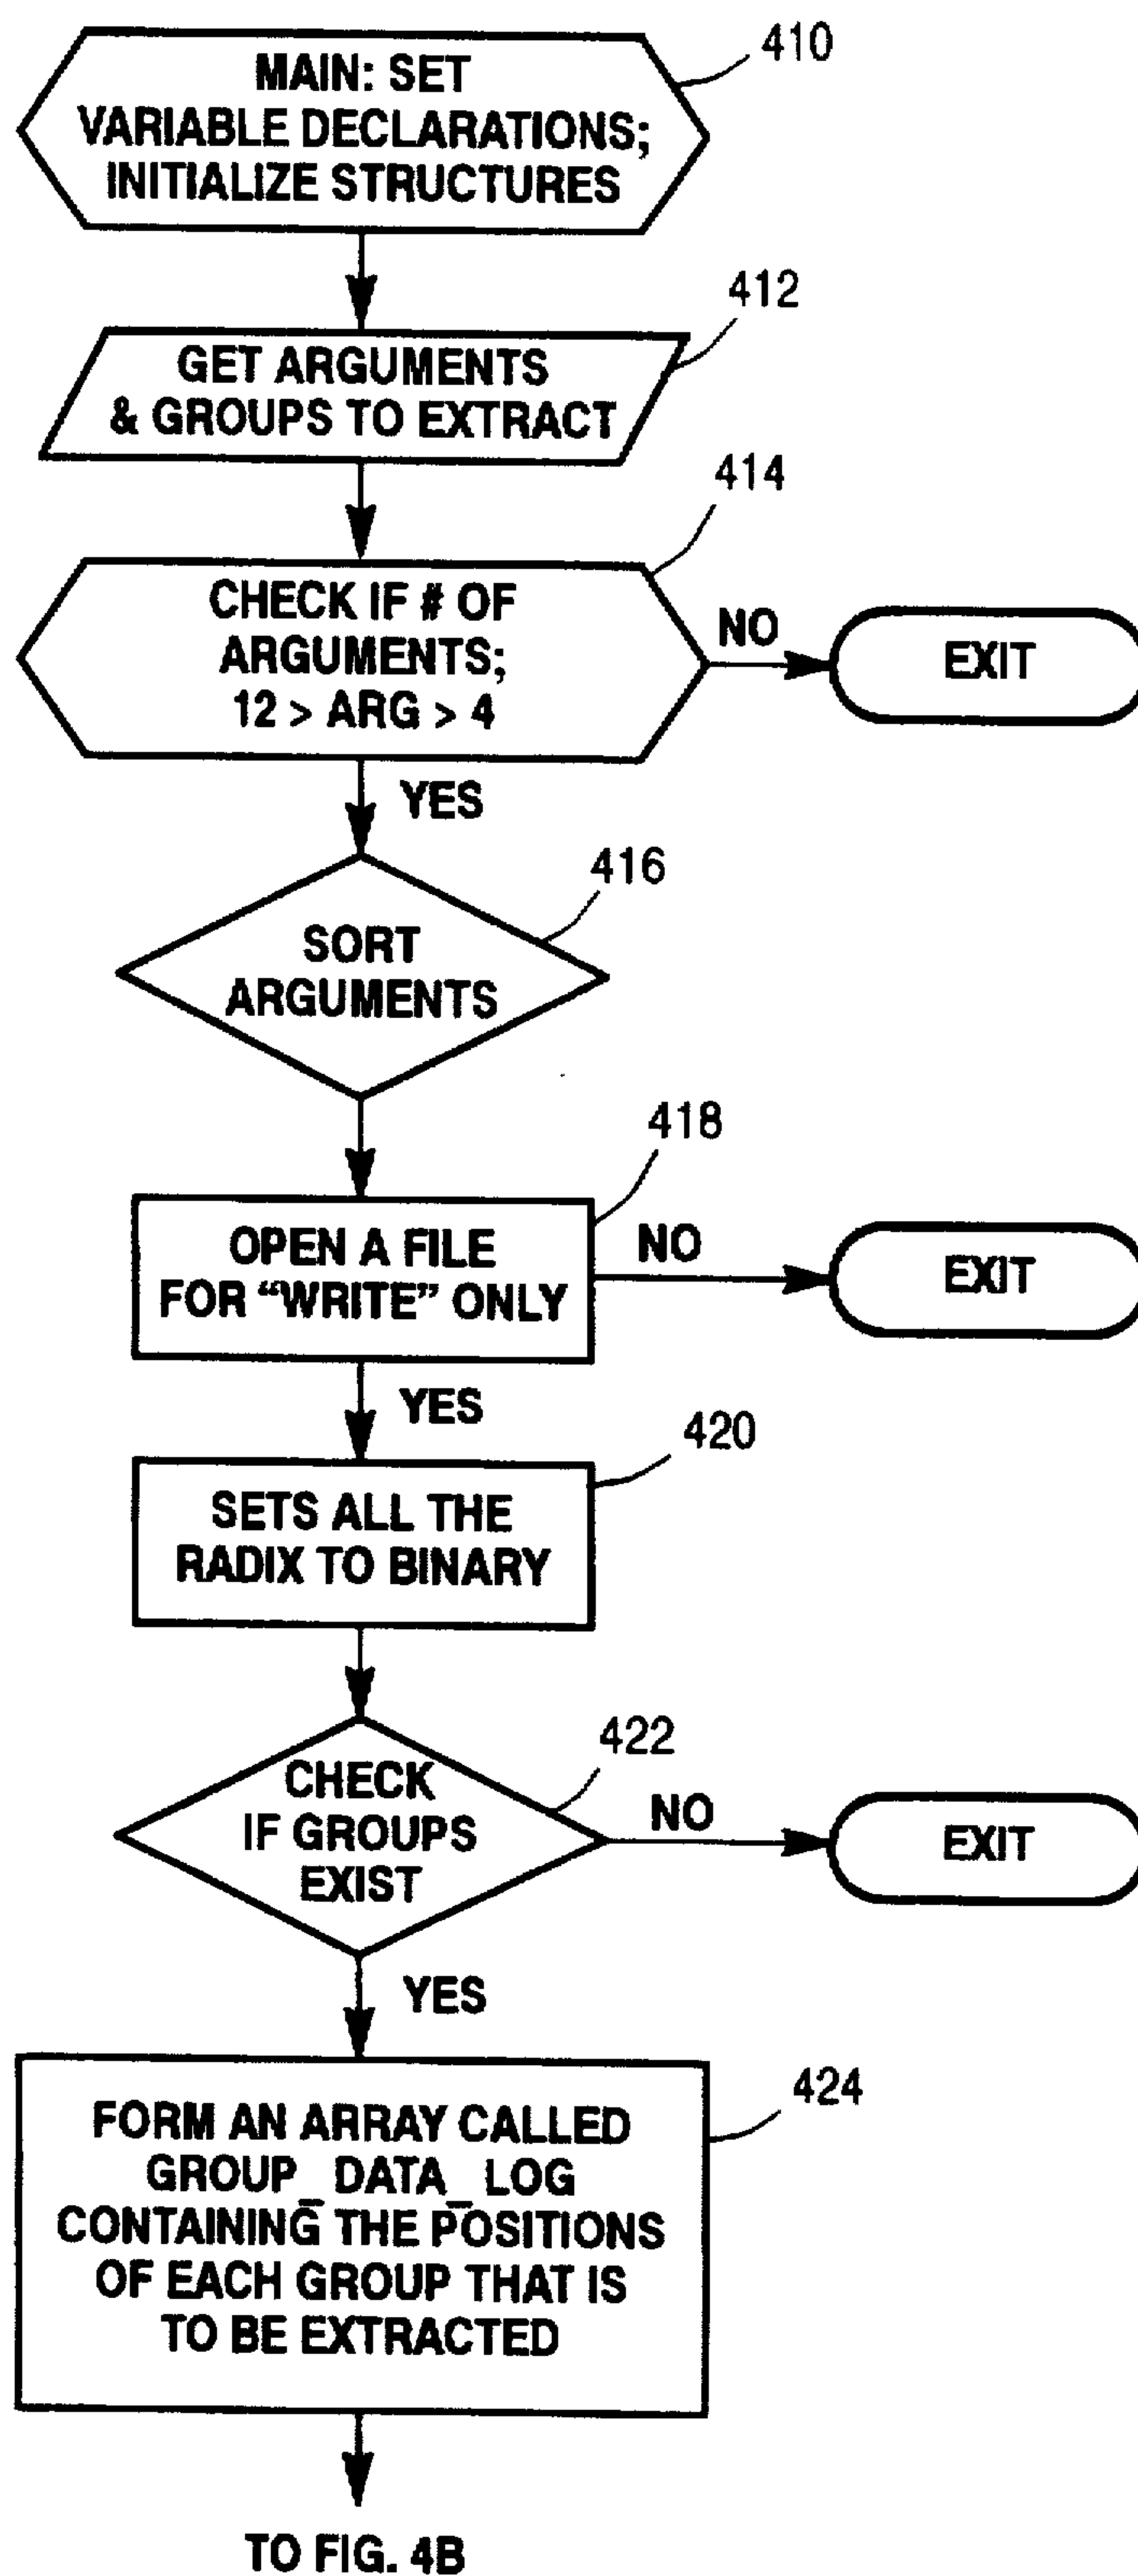 410
MAIN: SET
VARIABLE DECLARATIONS;
INITIALIZE STRUCTURES
412
GET ARGUMENTS
& GROUPS TO EXTRACT
414
CHECK IF # OF
ARGUMENTS;
12 > ARG > 4
NO
EXIT
YES
416
SORT
ARGUMENTS
418
OPEN A FILE
FOR “WRITE” ONLY
NO
EXIT
YES
420
SETS ALL THE
RADIX TO BINARY
422
CHECK
IF GROUPS
EXIST
NO
EXIT
YES
424
FORM AN ARRAY CALLED
GROUP_DATA_LOG
CONTAINING THE POSITIONS
OF EACH GROUP THAT IS
TO BE EXTRACTED
TO FIG. 4B